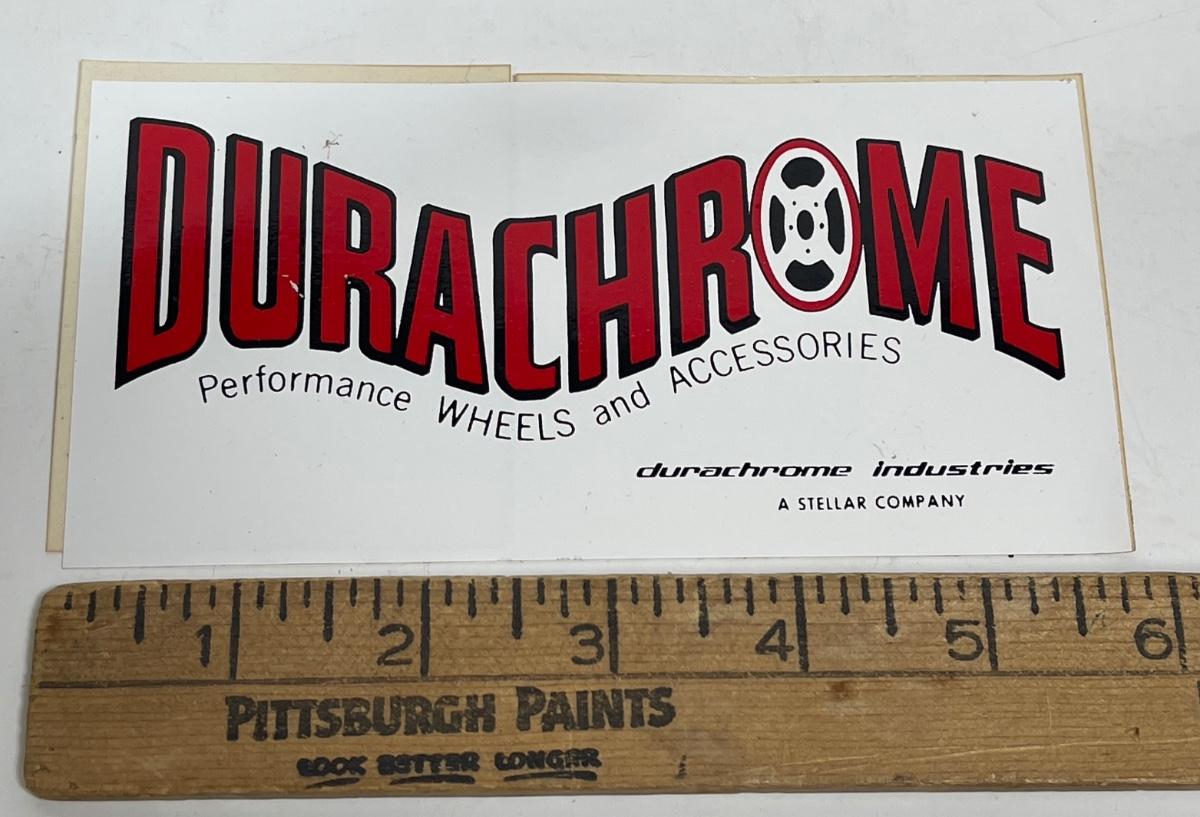 DURACHROME
Performance WHEELS and ACCESSORIES
durachrome industries
A STELLAR COMPANY
1 2 3 4 5 6
PITTSBURGH PAINTS
LOOK BETTER LONGER